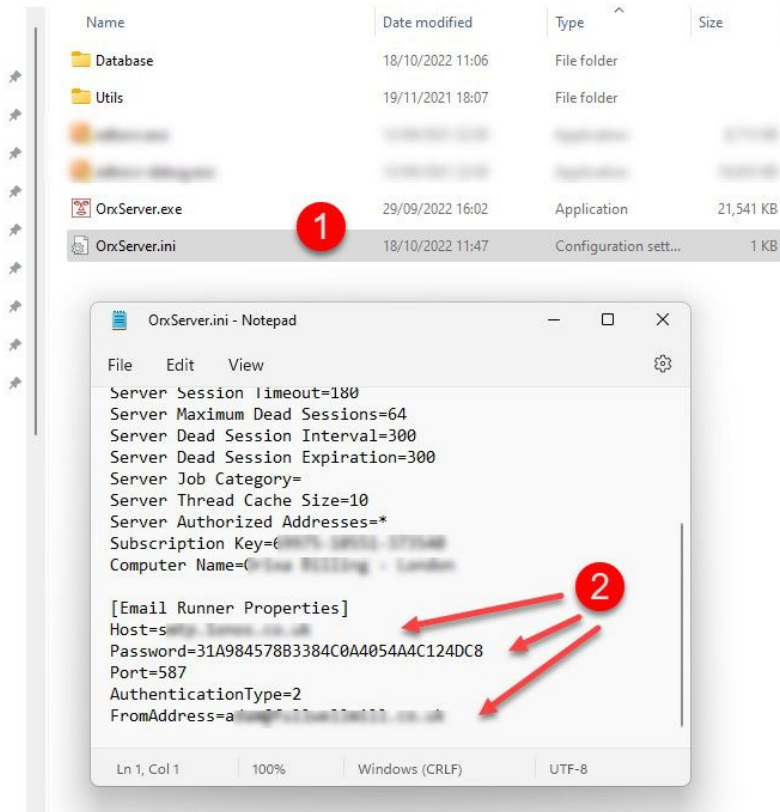 Name Date modified Type Size
Database 18/10/2022 11:06 File folder
Utils 19/11/2021 18:07 File folder
OrxServer.exe 29/09/2022 16:02 Application 21,541 KB
OrxServer.ini 18/10/2022 11:47 Configuration sett... 1 KB
1
OrxServer.ini - Notepad
File Edit View
Server Session Timeout=180
Server Maximum Dead Sessions=64
Server Dead Session Interval=300
Server Dead Session Expiration=300
Server Job Category=
Server Thread Cache Size=10
Server Authorized Addresses=*
Subscription Key=
Computer Name=
2
[Email Runner Properties]
Host=
Password=31A984578B3384C0A4054A4C124DC8
Port=587
AuthenticationType=2
FromAddress=
Ln 1, Col 1 100% Windows (CRLF) UTF-8